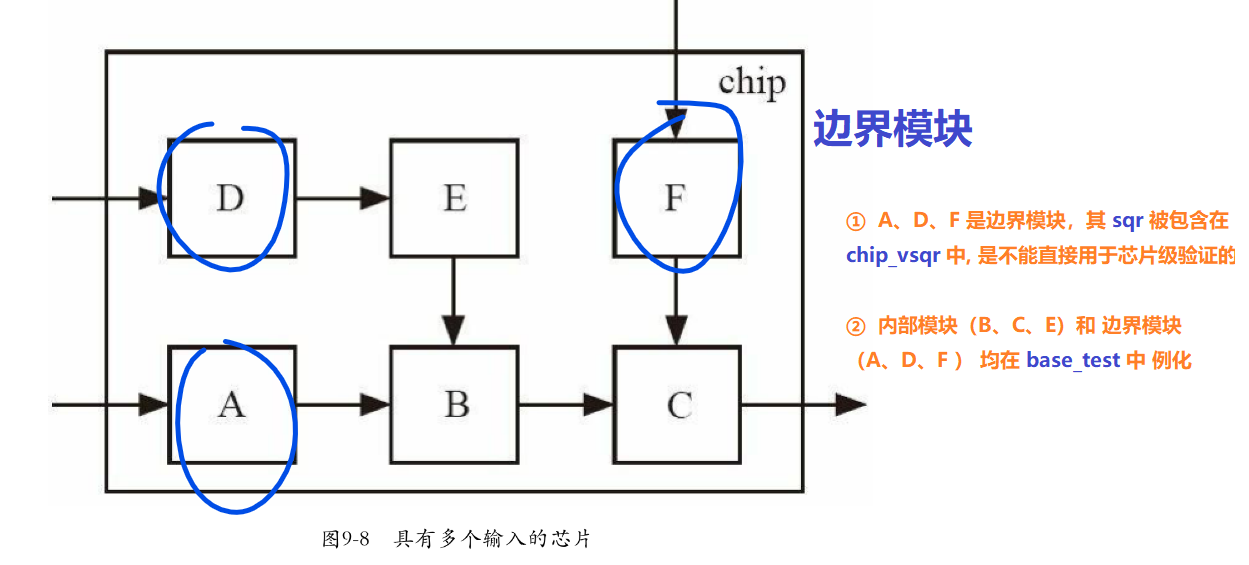 chip
边界模块
D
E
F
① A、D、F 是边界模块，其 sqr 被包含在
chip_vsqr 中, 是不能直接用于芯片级验证的
② 内部模块（B、C、E）和 边界模块
（A、D、F ） 均在 base_test 中 例化
A
B
C
图9-8 具有多个输入的芯片